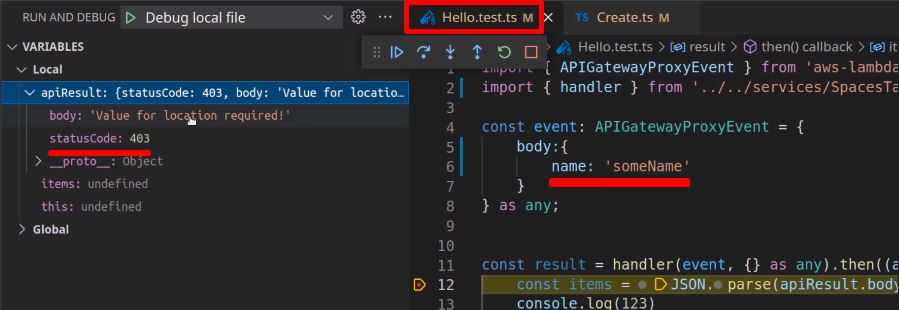 RUN AND DEBUG Debug local file
Hello.test.ts M
TS Create.ts M
VARIABLES
Local
apiResult: {statusCode: 403, body: 'Value for locatio…
body: 'Value for location required!'
statusCode: 403
__proto__: Object
items: undefined
this: undefined
Global
Hello.test.ts > result > then() callback > it
1 import { APIGatewayProxyEvent } from 'aws-lambda
2 import { handler } from '../../services/SpacesTa
3
4 const event: APIGatewayProxyEvent = {
5 body:{
6 name: 'someName'
7 }
8 } as any;
9
10
11 const result = handler(event, {} as any).then((a
12 const items = JSON. parse(apiResult.body
13 console.log(123)